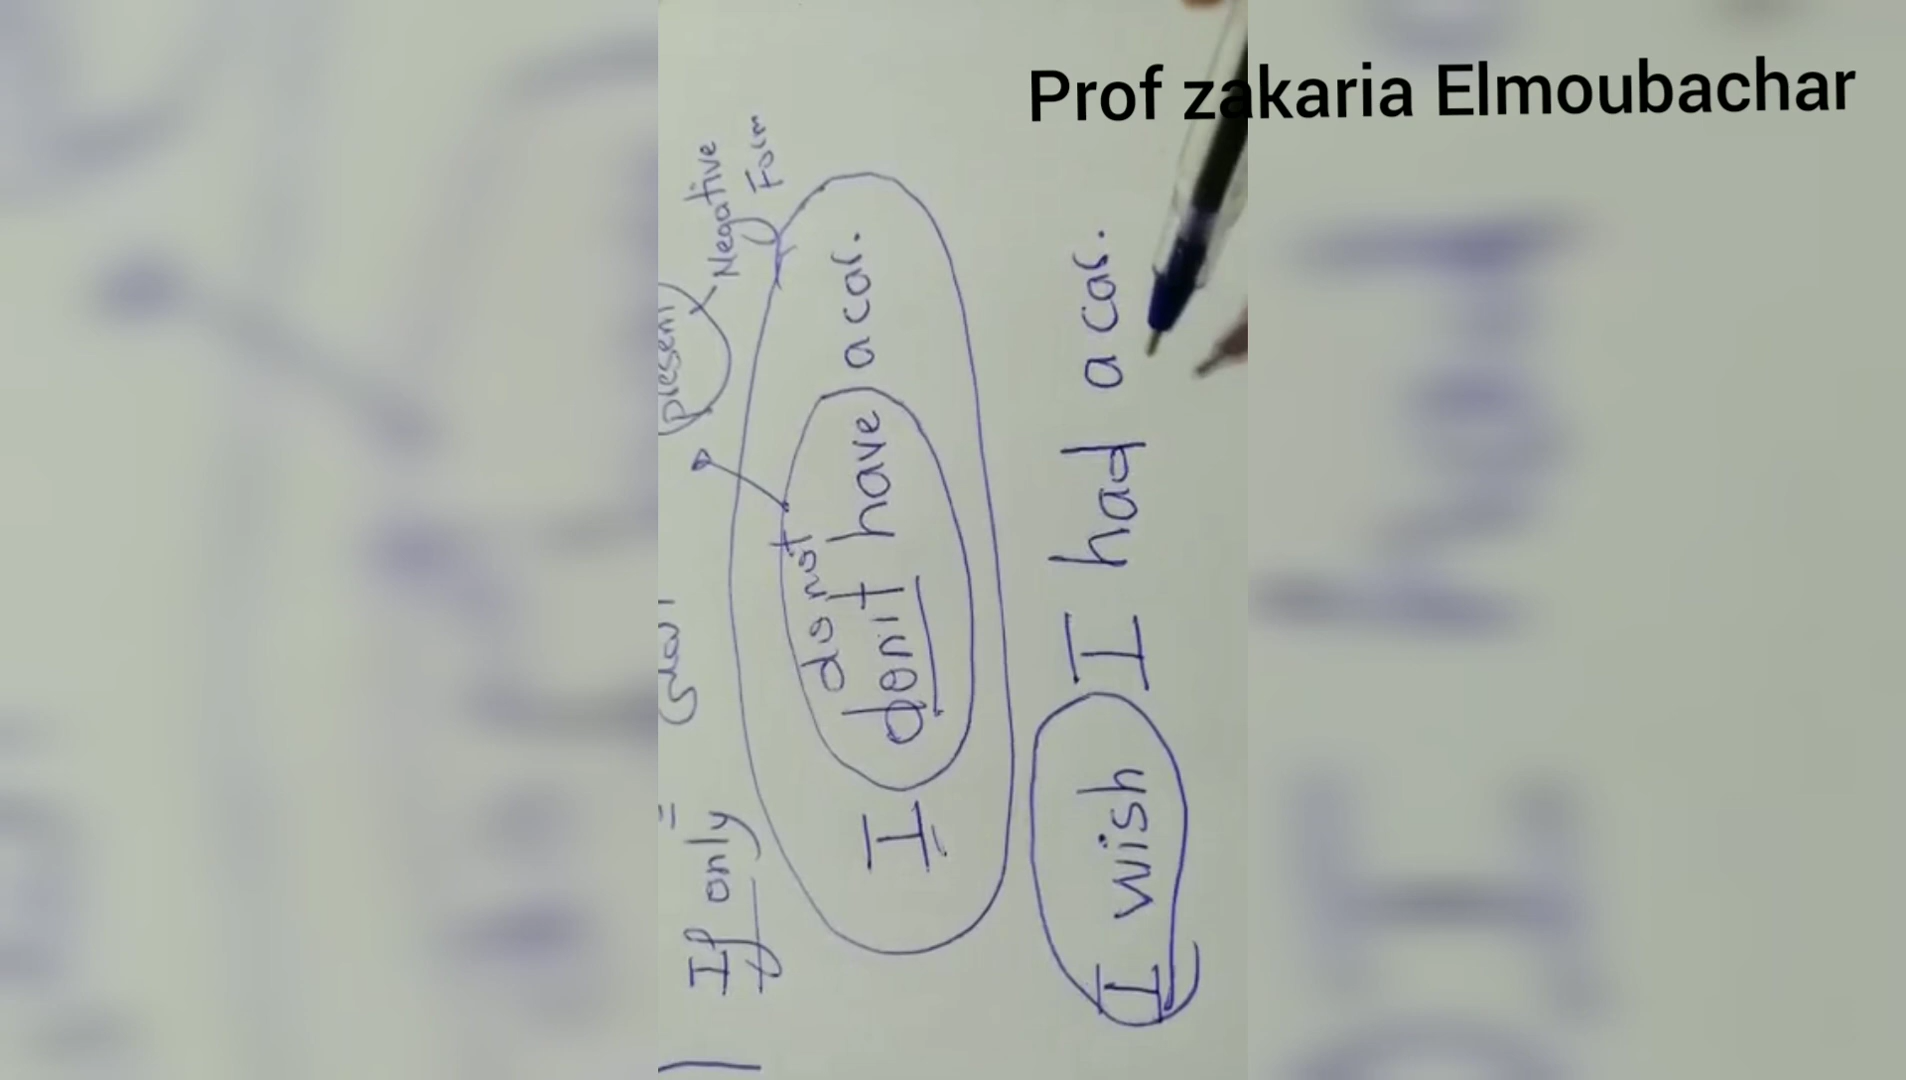 Prof zakaria Elmoubachar
present
Negative
Form
If only =
do not
I don't have a car.
I wish I had a car.